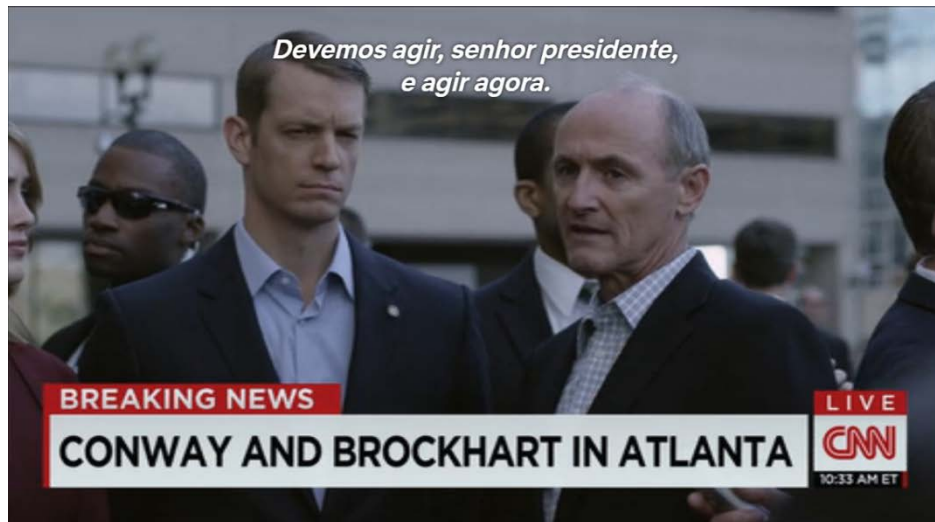 Devemos agir, senhor presidente,
e agir agora.
BREAKING NEWS
LIVE
CONWAY AND BROCKHART IN ATLANTA
CNN
10:33 AM ET